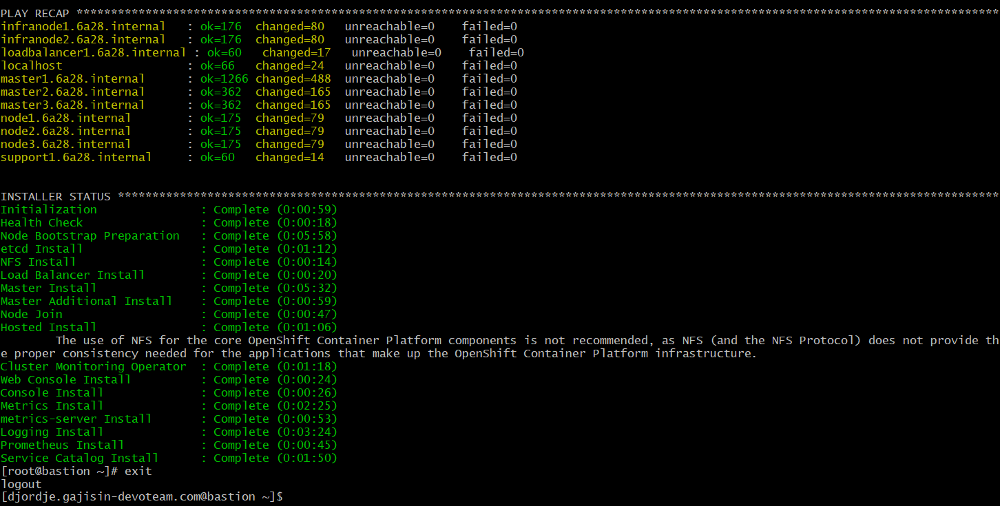 PLAY RECAP **************************************************************************************************************************************
infranode1.6a28.internal   : ok=176  changed=80   unreachable=0    failed=0
infranode2.6a28.internal   : ok=176  changed=80   unreachable=0    failed=0
loadbalancer1.6a28.internal : ok=60   changed=17   unreachable=0    failed=0
localhost                  : ok=66   changed=24   unreachable=0    failed=0
master1.6a28.internal      : ok=1266 changed=488  unreachable=0    failed=0
master2.6a28.internal      : ok=362  changed=165  unreachable=0    failed=0
master3.6a28.internal      : ok=362  changed=165  unreachable=0    failed=0
node1.6a28.internal        : ok=175  changed=79   unreachable=0    failed=0
node2.6a28.internal        : ok=175  changed=79   unreachable=0    failed=0
node3.6a28.internal        : ok=175  changed=79   unreachable=0    failed=0
support1.6a28.internal     : ok=60   changed=14   unreachable=0    failed=0
INSTALLER STATUS ********************************************************************************************************************************
Initialization               : Complete (0:00:59)
Health Check                 : Complete (0:00:18)
Node Bootstrap Preparation   : Complete (0:05:58)
etcd Install                 : Complete (0:01:12)
NFS Install                  : Complete (0:00:14)
Load Balancer Install        : Complete (0:00:20)
Master Install               : Complete (0:05:32)
Master Additional Install    : Complete (0:00:59)
Node Join                    : Complete (0:00:47)
Hosted Install               : Complete (0:01:06)
        The use of NFS for the core OpenShift Container Platform components is not recommended, as NFS (and the NFS Protocol) does not provide th
e proper consistency needed for the applications that make up the OpenShift Container Platform infrastructure.
Cluster Monitoring Operator  : Complete (0:01:18)
Web Console Install          : Complete (0:00:24)
Console Install              : Complete (0:00:26)
Metrics Install              : Complete (0:02:25)
metrics-server Install       : Complete (0:00:53)
Logging Install              : Complete (0:03:24)
Prometheus Install           : Complete (0:00:45)
Service Catalog Install      : Complete (0:01:50)
[root@bastion ~]# exit
logout
[djordje.gajisin-devoteam.com@bastion ~]$